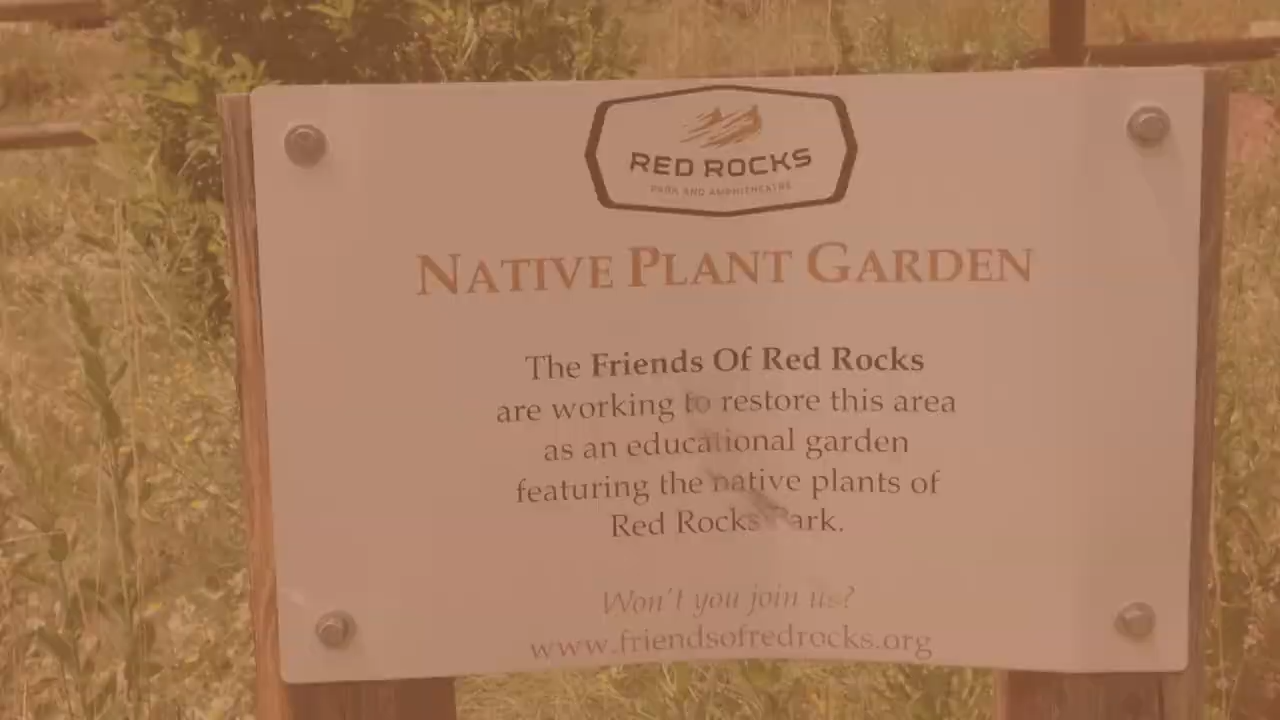 RED ROCKS
PARK AND AMPHITHEATRE
NATIVE PLANT GARDEN
The Friends Of Red Rocks
are working to restore this area
as an educational garden
featuring the native plants of
Red Rocks Park.
Won't you join us?
www.friendsofredrocks.org